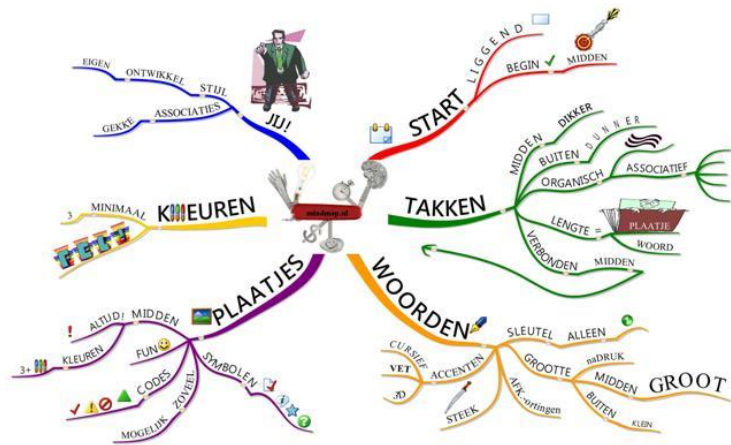 mindmap.nl
START
LIGGEND
BEGIN
MIDDEN
TAKKEN
MIDDEN
DIKKER
BUITEN
DUNNER
ORGANISCH
ASSOCIATIEF
LENGTE =
PLAATJE
WOORD
VERBONDEN
MIDDEN
WOORDEN
SLEUTEL
ALLEEN
GROOTTE
naDRUK
MIDDEN
GROOT
BUITEN
KLEIN
AFK.-ortingen
STEEK
ACCENTEN
CURSIEF
VET
3D
PLAATJES
MIDDEN
ALTIJD!
KLEUREN
3+
FUN
CODES
SYMBOLEN
ZOVEEL
MOGELIJK
KLEUREN
MINIMAAL
3
FELS
JIJ!
STIJL
ONTWIKKEL
EIGEN
ASSOCIATIES
GEKKE